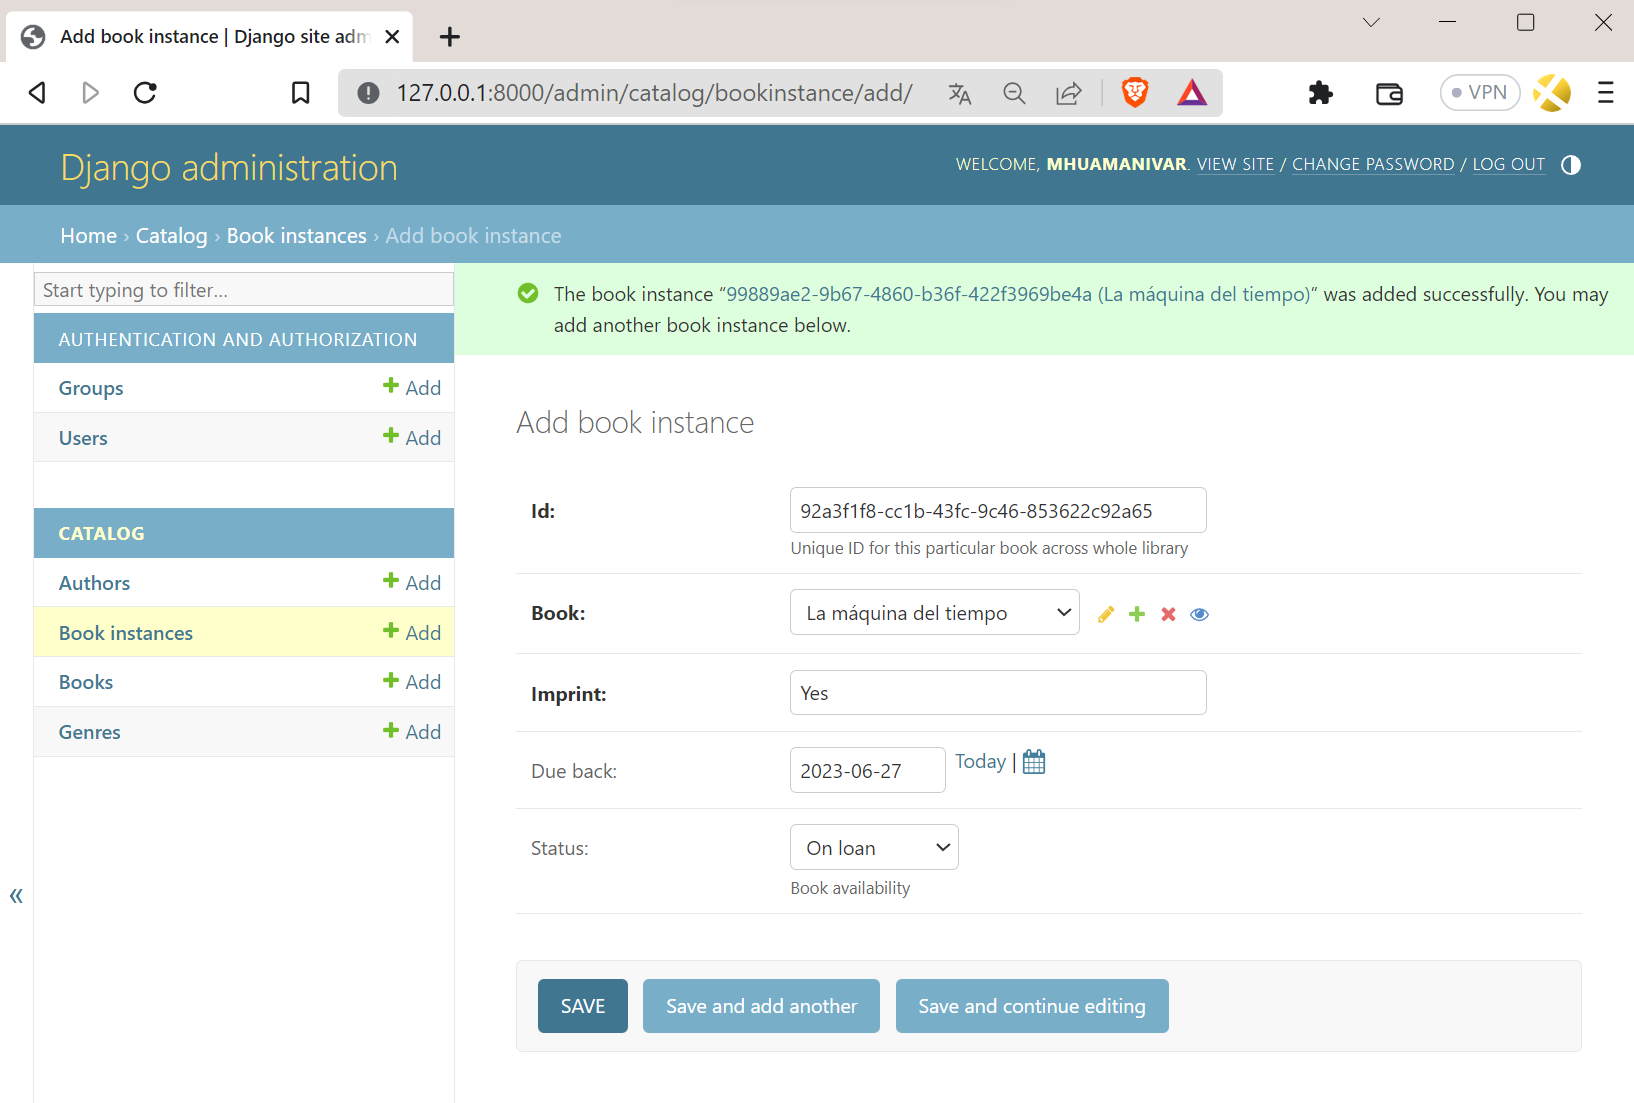 Add book instance | Django site adm
127.0.0.1:8000/admin/catalog/bookinstance/add/
VPN
Django administration
WELCOME, MHUAMANIVAR. VIEW SITE / CHANGE PASSWORD / LOG OUT
Home › Catalog › Book instances › Add book instance
Start typing to filter...
AUTHENTICATION AND AUTHORIZATION
Groups + Add
Users + Add
CATALOG
Authors + Add
Book instances + Add
Books + Add
Genres + Add
«
The book instance “99889ae2-9b67-4860-b36f-422f3969be4a (La máquina del tiempo)” was added successfully. You may
add another book instance below.
Add book instance
Id: 92a3f1f8-cc1b-43fc-9c46-853622c92a65
Unique ID for this particular book across whole library
Book: La máquina del tiempo
Imprint: Yes
Due back: 2023-06-27 Today |
Status: On loan
Book availability
SAVE Save and add another Save and continue editing